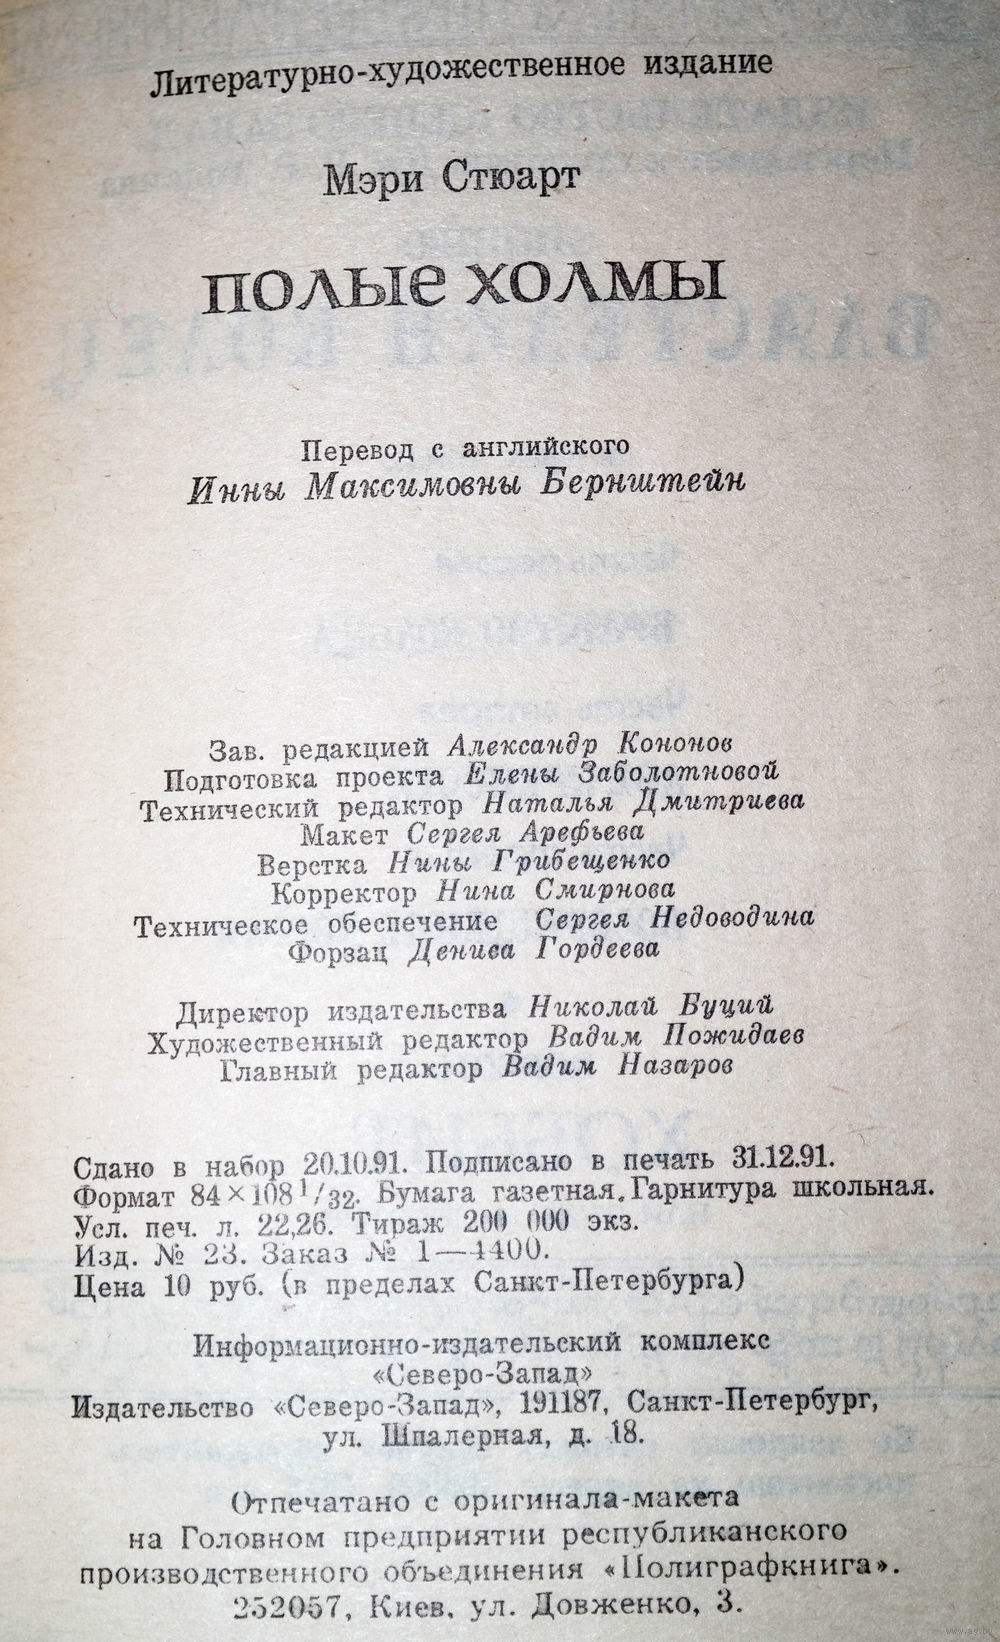 Литературно-художественное издание
Мэри Стюарт
ПОЛЫЕ ХОЛМЫ
Перевод с английского
Инны Максимовны Бернштейн
Зав. редакцией Александр Кононов
Подготовка проекта Елены Заболотновой
Технический редактор Наталья Дмитриева
Макет Сергея Арефьева
Верстка Нины Грибещенко
Корректор Нина Смирнова
Техническое обеспечение Сергея Недоводина
Форзац Дениса Гордеева
Директор издательства Николай Буций
Художественный редактор Вадим Пожидаев
Главный редактор Вадим Назаров
Сдано в набор 20.10.91. Подписано в печать 31.12.91.
Формат 84×108 1/32. Бумага газетная. Гарнитура школьная.
Усл. печ. л. 22,26. Тираж 200 000 экз.
Изд. № 23. Заказ № 1—4400.
Цена 10 руб. (в пределах Санкт-Петербурга)
Информационно-издательский комплекс
«Северо-Запад»
Издательство «Северо-Запад», 191187, Санкт-Петербург,
ул. Шпалерная, д. 18.
Отпечатано с оригинала-макета
на Головном предприятии республиканского
производственного объединения «Полиграфкнига».
252057, Киев, ул. Довженко, 3.